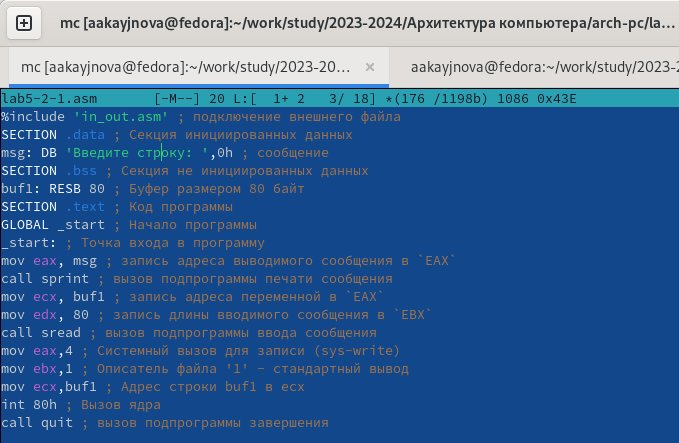 mc [aakayjnova@fedora]:~/work/study/2023-2024/Архитектура компьютера/arch-pc/la...
mc [aakayjnova@fedora]:~/work/study/2023-20... ×
aakayjnova@fedora:~/work/study/2023-2
lab5-2-1.asm [-M--] 20 L:[ 1+ 2 3/ 18] *(176 /1198b) 1086 0x43E
%include 'in_out.asm' ; подключение внешнего файла
SECTION .data ; Секция инициированных данных
msg: DB 'Введите строку: ',0h ; сообщение
SECTION .bss ; Секция не инициированных данных
buf1: RESB 80 ; Буфер размером 80 байт
SECTION .text ; Код программы
GLOBAL _start ; Начало программы
_start: ; Точка входа в программу
mov eax, msg ; запись адреса выводимого сообщения в `EAX`
call sprint ; вызов подпрограммы печати сообщения
mov ecx, buf1 ; запись адреса переменной в `EAX`
mov edx, 80 ; запись длины вводимого сообщения в `EBX`
call sread ; вызов подпрограммы ввода сообщения
mov eax,4 ; Системный вызов для записи (sys-write)
mov ebx,1 ; Описатель файла '1' - стандартный вывод
mov ecx,buf1 ; Адрес строки buf1 в ecx
int 80h ; Вызов ядра
call quit ; вызов подпрограммы завершения